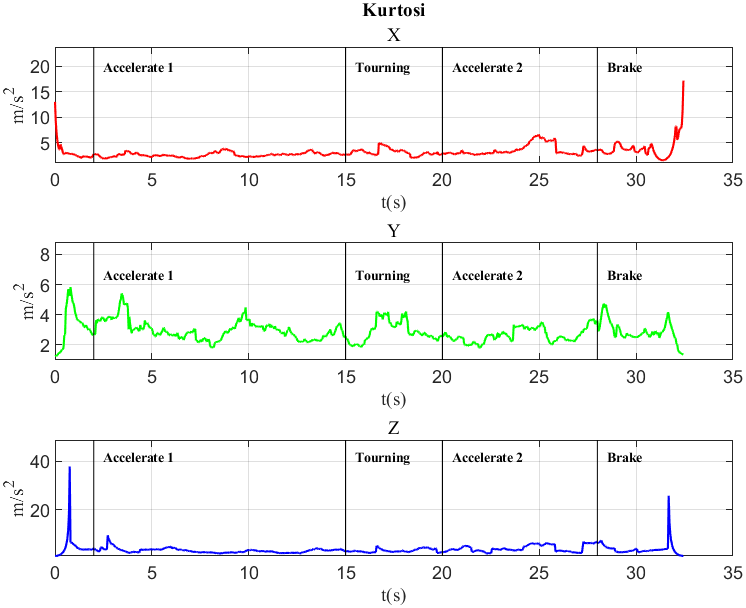 Kurtosi
X
Accelerate 1 Tourning Accelerate 2 Brake
m/s²
20
15
10
5
0 5 10 15 20 25 30 35
t(s)
Y
Accelerate 1 Tourning Accelerate 2 Brake
m/s²
8
6
4
2
0 5 10 15 20 25 30 35
t(s)
Z
Accelerate 1 Tourning Accelerate 2 Brake
m/s²
40
20
0 5 10 15 20 25 30 35
t(s)